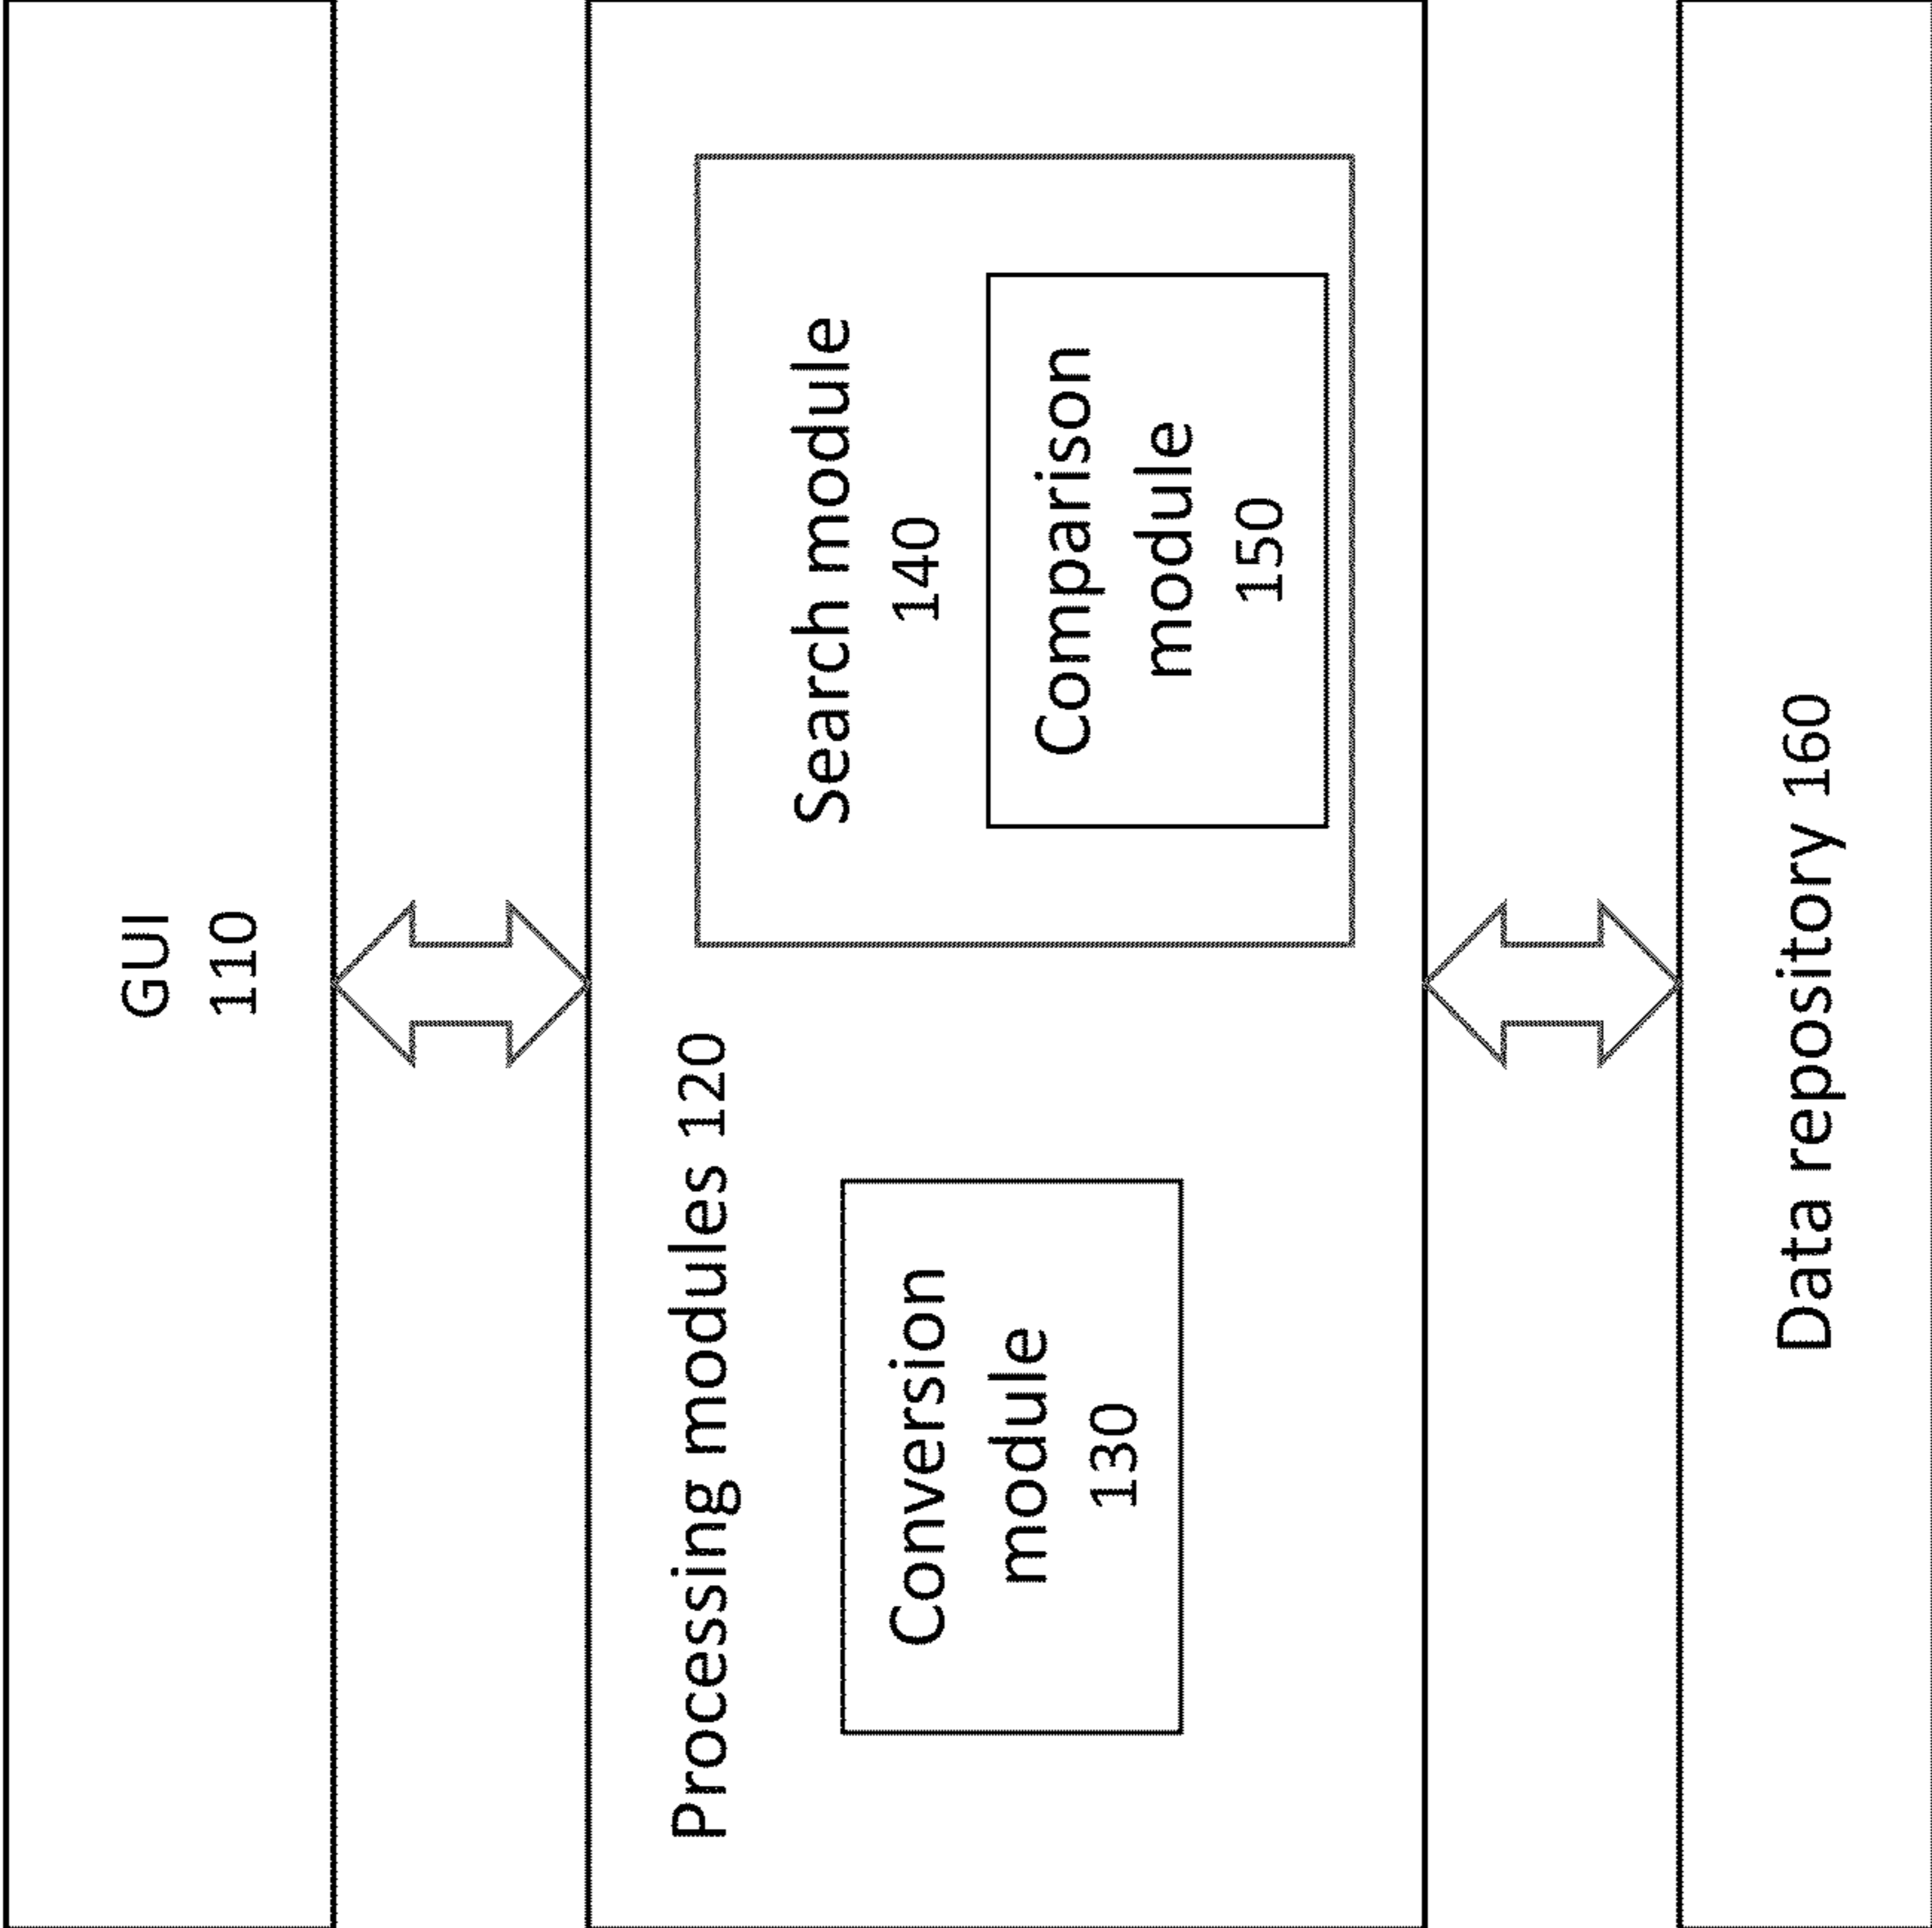 GUI
110
Processing modules 120
Conversion
module
130
Search module
140
Comparison
module
150
Data repository 160